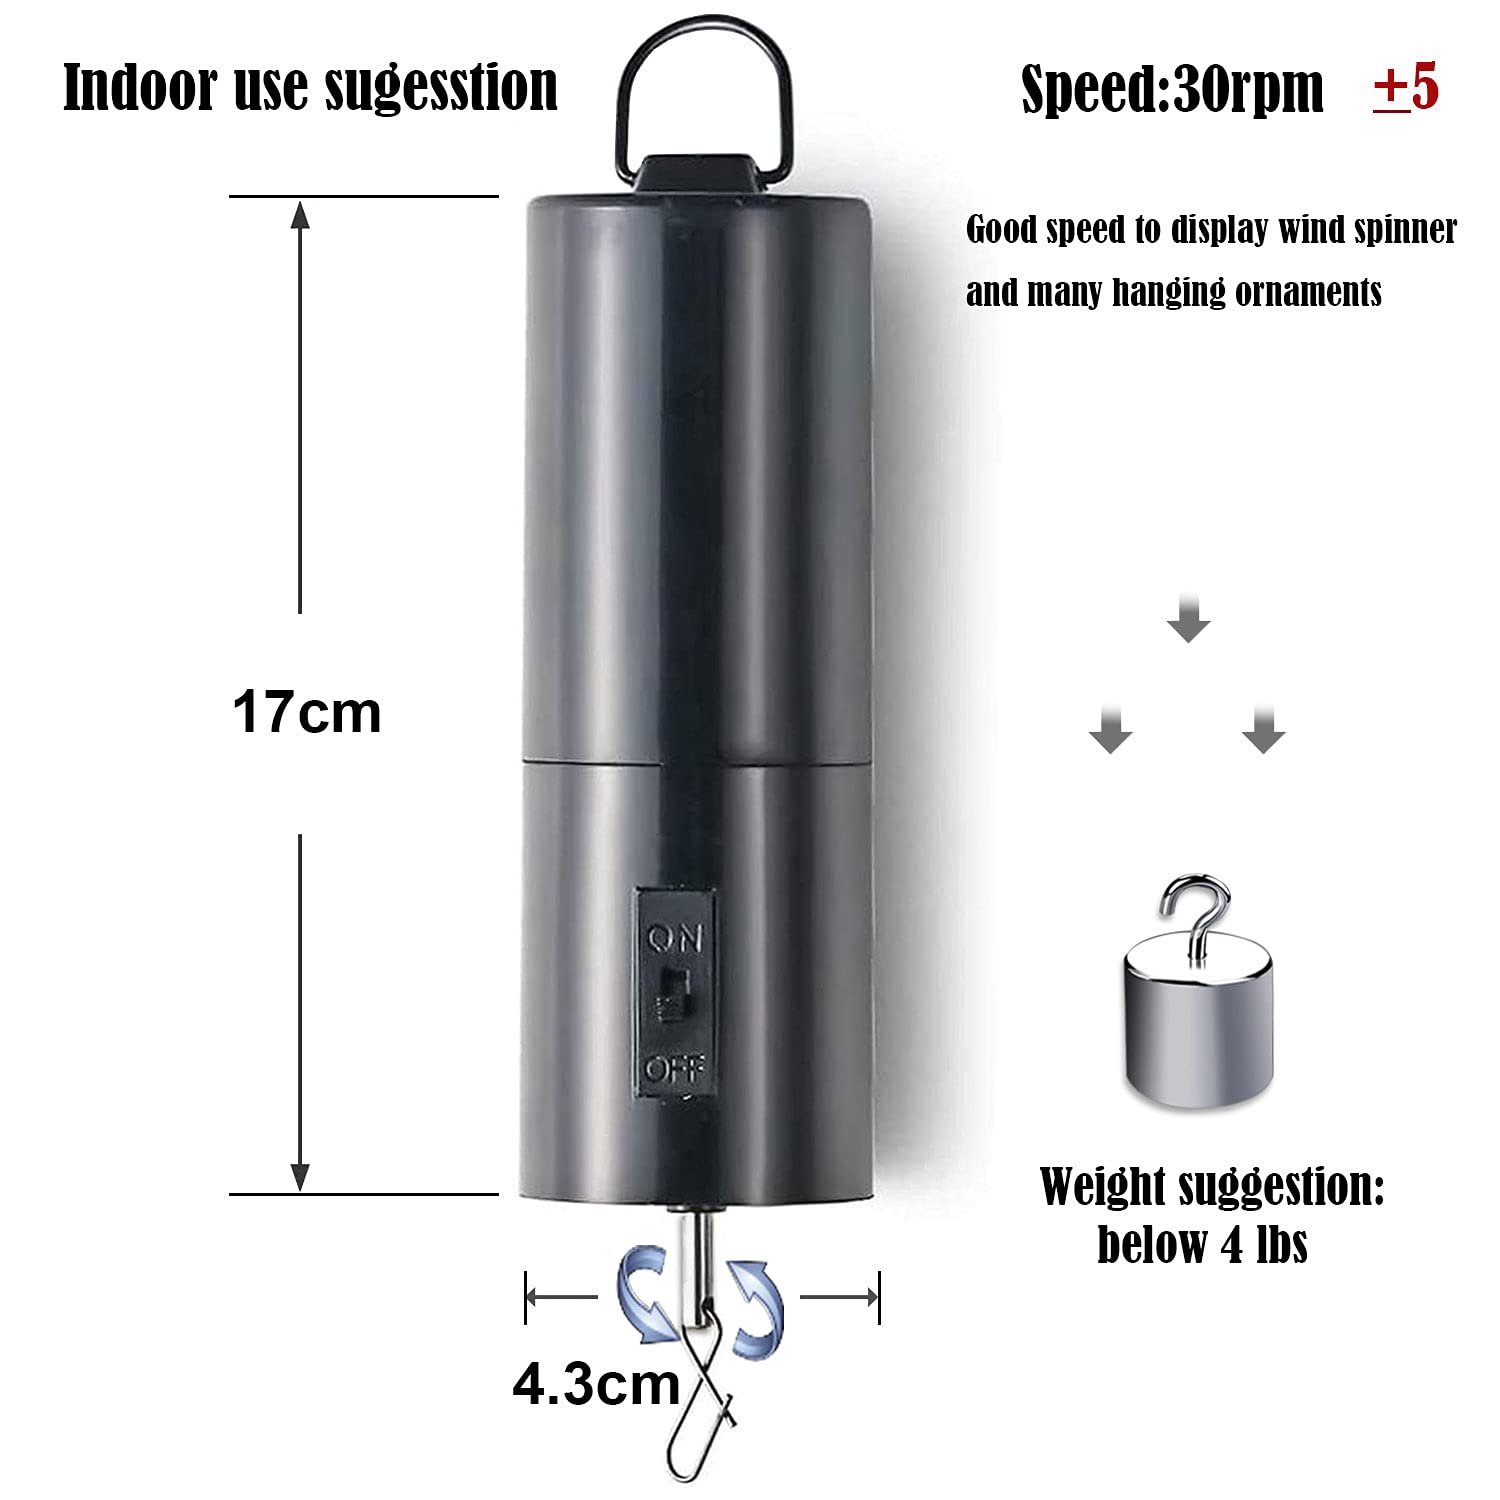 Indoor use sugesstion
Speed:30rpm ±5
Good speed to display wind spinner
and many hanging ornaments
17cm
ON
OFF
Weight suggestion:
below 4 lbs
4.3cm